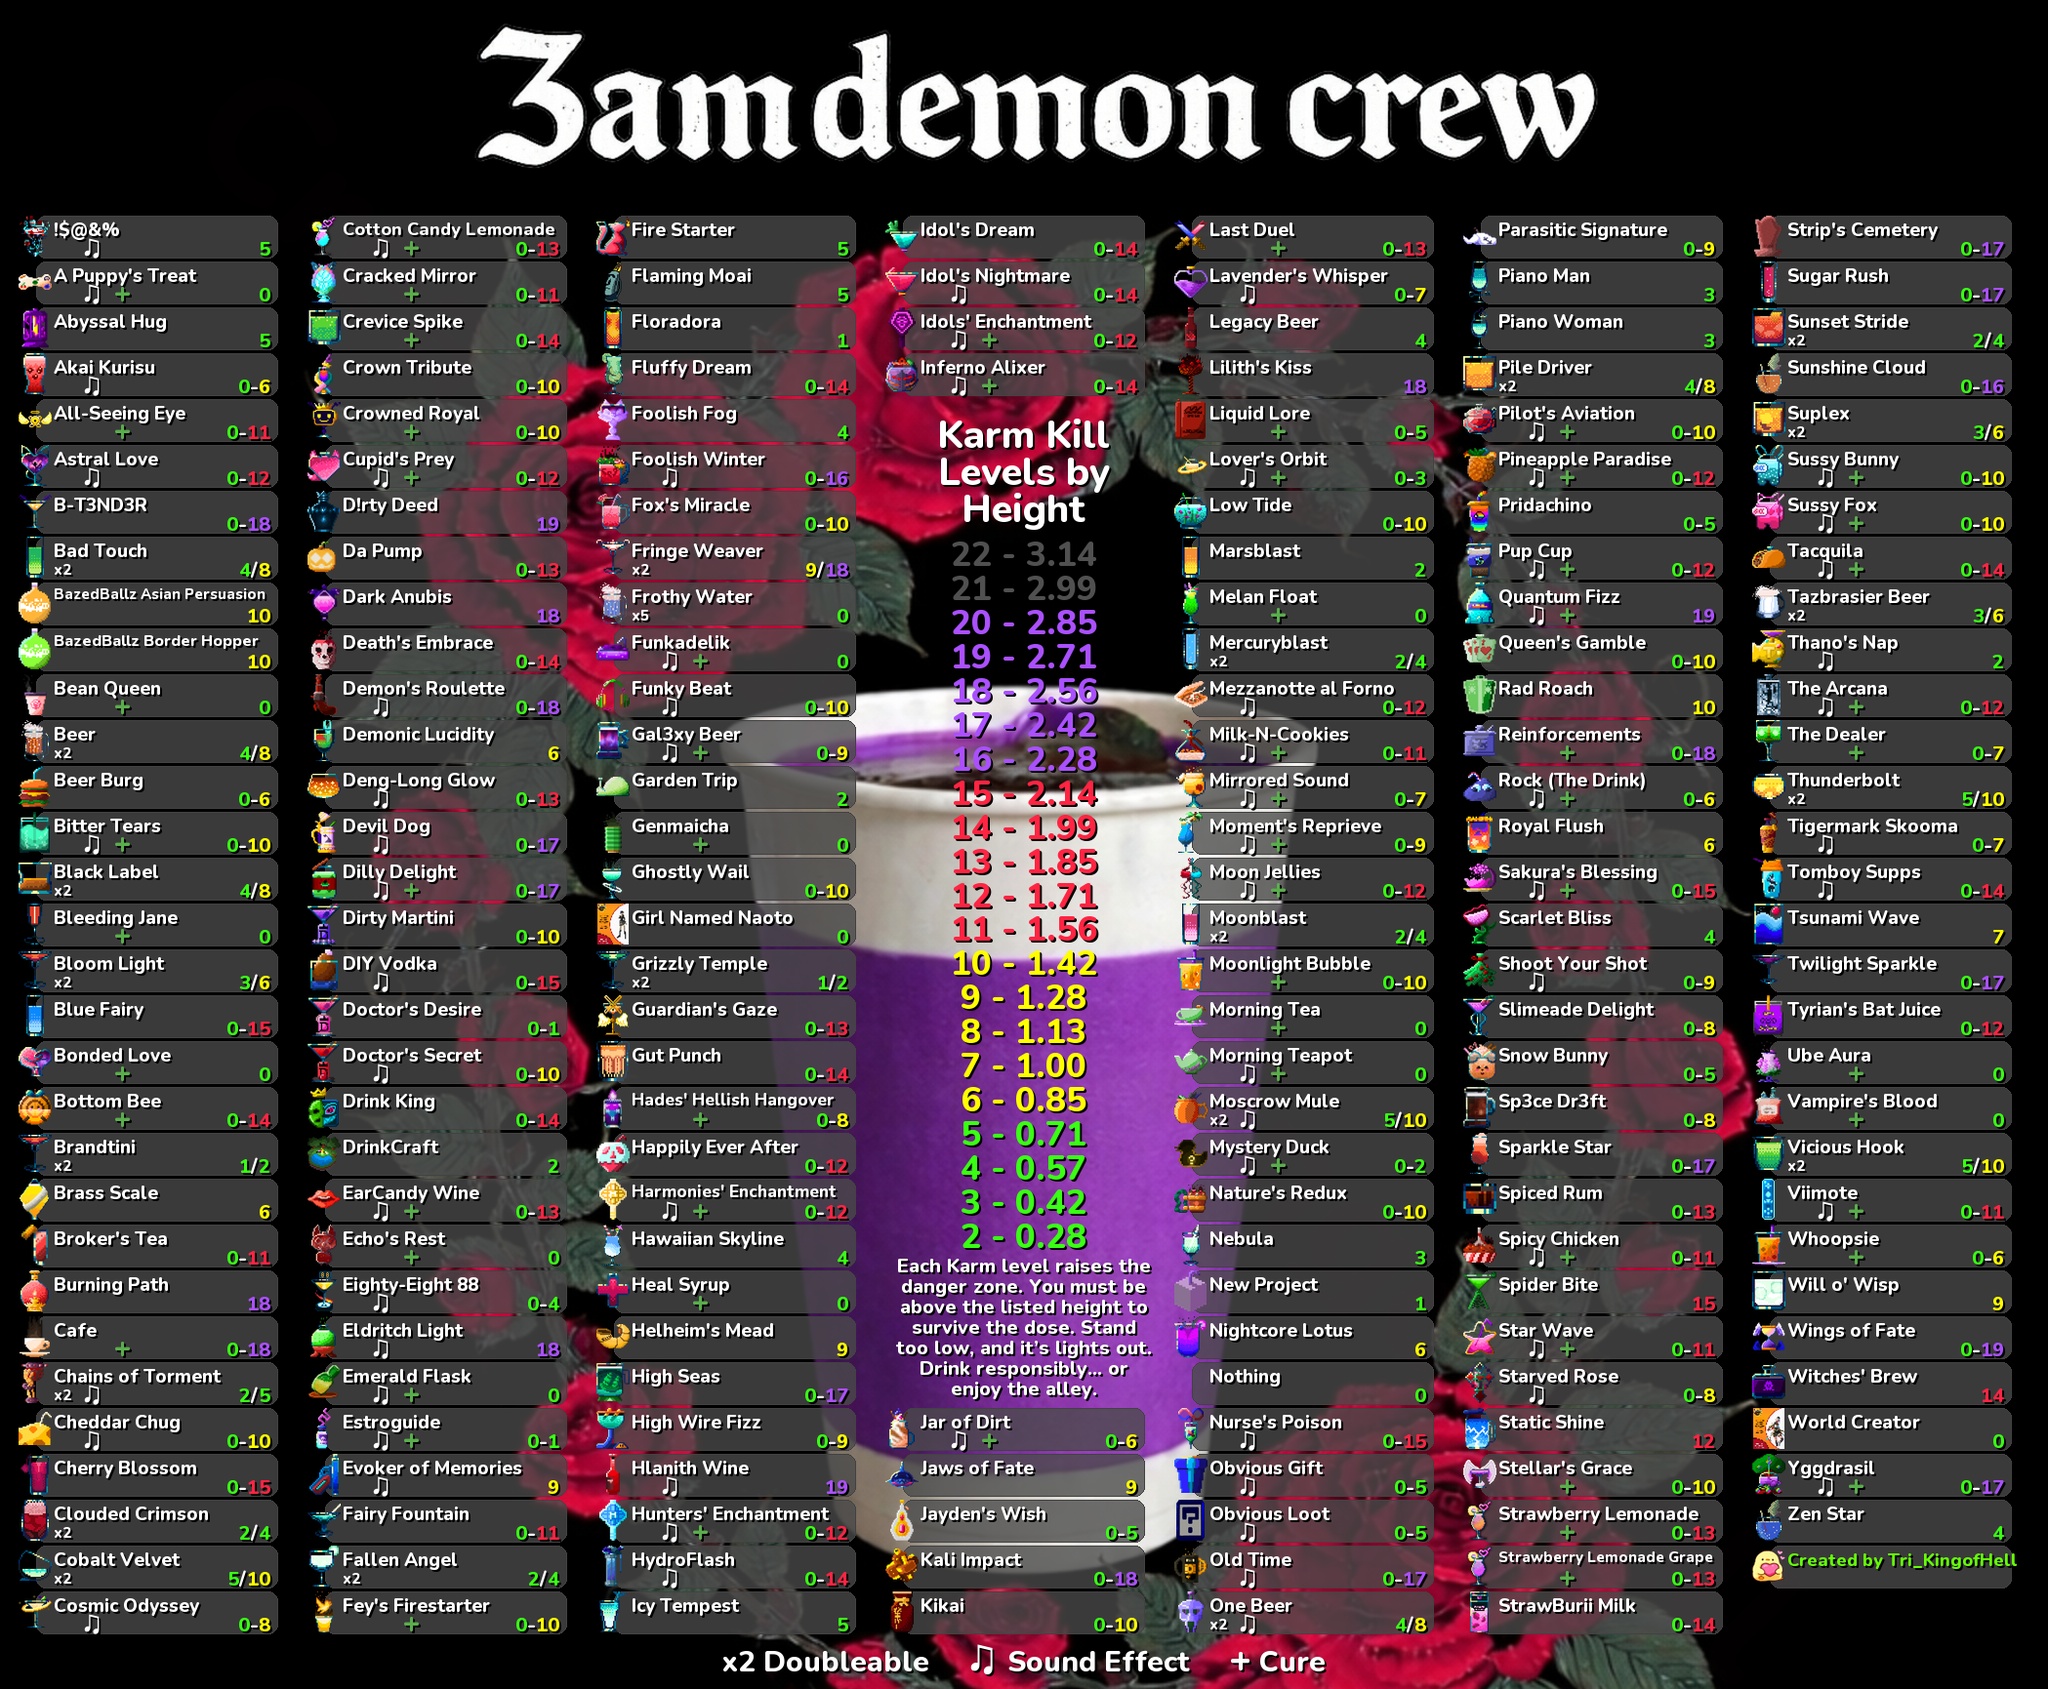 3am demon crew
!$@&%
♫ 5
A Puppy's Treat
♫ + 0
Abyssal Hug
5
Akai Kurisu
♫ 0-6
All-Seeing Eye
+ 0-11
Astral Love
♫ 0-12
B-T3ND3R
0-18
Bad Touch
x2 4/8
BazedBallz Asian Persuasion
10
BazedBallz Border Hopper
10
Bean Queen
+ 0
Beer
x2 4/8
Beer Burg
0-6
Bitter Tears
♫ + 0-10
Black Label
x2 4/8
Bleeding Jane
+ 0
Bloom Light
x2 3/6
Blue Fairy
0-15
Bonded Love
+ 0
Bottom Bee
+ 0-14
Brandtini
x2 1/2
Brass Scale
6
Broker's Tea
0-11
Burning Path
18
Cafe
+ 0-18
Chains of Torment
x2 ♫ 2/5
Cheddar Chug
♫ 0-10
Cherry Blossom
0-15
Clouded Crimson
x2 2/4
Cobalt Velvet
x2 5/10
Cosmic Odyssey
♫ 0-8
Cotton Candy Lemonade
♫ + 0-13
Cracked Mirror
+ 0-11
Crevice Spike
+ 0-14
Crown Tribute
0-10
Crowned Royal
+ 0-10
Cupid's Prey
♫ + 0-12
D!rty Deed
19
Da Pump
0-13
Dark Anubis
18
Death's Embrace
0-14
Demon's Roulette
♫ 0-18
Demonic Lucidity
6
Deng-Long Glow
♫ 0-13
Devil Dog
♫ 0-17
Dilly Delight
♫ + 0-17
Dirty Martini
0-10
DIY Vodka
♫ 0-15
Doctor's Desire
0-1
Doctor's Secret
♫ 0-10
Drink King
0-14
DrinkCraft
2
EarCandy Wine
♫ + 0-13
Echo's Rest
+ 0
Eighty-Eight 88
♫ 0-4
Eldritch Light
♫ 18
Emerald Flask
♫ + 0
Estroguide
♫ + 0-1
Evoker of Memories
♫ 9
Fairy Fountain
0-11
Fallen Angel
x2 2/4
Fey's Firestarter
+ 0-10
Fire Starter
5
Flaming Moai
5
Floradora
1
Fluffy Dream
0-14
Foolish Fog
4
Foolish Winter
♫ 0-16
Fox's Miracle
0-10
Fringe Weaver
x2 9/18
Frothy Water
x5 0
Funkadelik
♫ + 0
Funky Beat
♫ 0-10
Gal3xy Beer
♫ + 0-9
Garden Trip
2
Genmaicha
+ 0
Ghostly Wail
0-10
Girl Named Naoto
0
Grizzly Temple
x2 1/2
Guardian's Gaze
0-13
Gut Punch
0-14
Hades' Hellish Hangover
+ 0-8
Happily Ever After
0-12
Harmonies' Enchantment
♫ + 0-12
Hawaiian Skyline
4
Heal Syrup
+ 0
Helheim's Mead
9
High Seas
0-17
High Wire Fizz
0-9
Hlanith Wine
♫ 19
Hunters' Enchantment
♫ + 0-12
HydroFlash
♫ 0-14
Icy Tempest
5
Idol's Dream
0-14
Idol's Nightmare
♫ 0-14
Idols' Enchantment
♫ + 0-12
Inferno Alixer
♫ + 0-14
Karm Kill
Levels by
Height
22 - 3.14
21 - 2.99
20 - 2.85
19 - 2.71
18 - 2.56
17 - 2.42
16 - 2.28
15 - 2.14
14 - 1.99
13 - 1.85
12 - 1.71
11 - 1.56
10 - 1.42
9 - 1.28
8 - 1.13
7 - 1.00
6 - 0.85
5 - 0.71
4 - 0.57
3 - 0.42
2 - 0.28
Each Karm level raises the
danger zone. You must be
above the listed height to
survive the dose. Stand
too low, and it's lights out.
Drink responsibly... or
enjoy the alley.
Jar of Dirt
♫ + 0-6
Jaws of Fate
9
Jayden's Wish
0-5
Kali Impact
0-18
Kikai
0-10
Last Duel
+ 0-13
Lavender's Whisper
♫ 0-7
Legacy Beer
4
Lilith's Kiss
18
Liquid Lore
+ 0-5
Lover's Orbit
♫ + 0-3
Low Tide
0-10
Marsblast
2
Melan Float
+ 0
Mercuryblast
x2 2/4
Mezzanotte al Forno
♫ 0-12
Milk-N-Cookies
♫ + 0-11
Mirrored Sound
♫ + 0-7
Moment's Reprieve
♫ + 0-9
Moon Jellies
♫ + 0-12
Moonblast
x2 2/4
Moonlight Bubble
+ 0-10
Morning Tea
+ 0
Morning Teapot
♫ + 0
Moscrow Mule
x2 ♫ 5/10
Mystery Duck
♫ + 0-2
Nature's Redux
0-10
Nebula
3
New Project
1
Nightcore Lotus
6
Nothing
0
Nurse's Poison
♫ 0-15
Obvious Gift
♫ 0-5
Obvious Loot
♫ 0-5
Old Time
♫ 0-17
One Beer
x2 ♫ 4/8
Parasitic Signature
0-9
Piano Man
3
Piano Woman
3
Pile Driver
x2 4/8
Pilot's Aviation
♫ + 0-10
Pineapple Paradise
♫ + 0-12
Pridachino
0-5
Pup Cup
♫ + 0-12
Quantum Fizz
♫ + 19
Queen's Gamble
0-10
Rad Roach
10
Reinforcements
+ 0-18
Rock (The Drink)
♫ + 0-6
Royal Flush
6
Sakura's Blessing
♫ + 0-15
Scarlet Bliss
4
Shoot Your Shot
♫ 0-9
Slimeade Delight
0-8
Snow Bunny
0-5
Sp3ce Dr3ft
0-8
Sparkle Star
0-17
Spiced Rum
0-13
Spicy Chicken
♫ + 0-11
Spider Bite
15
Star Wave
♫ + 0-11
Starved Rose
♫ 0-8
Static Shine
12
Stellar's Grace
+ 0-10
Strawberry Lemonade
+ 0-13
Strawberry Lemonade Grape
+ 0-13
StrawBurii Milk
0-14
Strip's Cemetery
0-17
Sugar Rush
0-17
Sunset Stride
x2 2/4
Sunshine Cloud
0-16
Suplex
x2 3/6
Sussy Bunny
♫ + 0-10
Sussy Fox
♫ + 0-10
Tacquila
♫ + 0-14
Tazbrasier Beer
x2 3/6
Thano's Nap
♫ 2
The Arcana
♫ + 0-12
The Dealer
+ 0-7
Thunderbolt
x2 5/10
Tigermark Skooma
♫ 0-7
Tomboy Supps
♫ 0-14
Tsunami Wave
7
Twilight Sparkle
0-17
Tyrian's Bat Juice
0-12
Ube Aura
+ 0
Vampire's Blood
+ 0
Vicious Hook
x2 5/10
Viimote
♫ + 0-11
Whoopsie
+ 0-6
Will o' Wisp
9
Wings of Fate
0-19
Witches' Brew
14
World Creator
0
Yggdrasil
♫ + 0-17
Zen Star
4
Created by Tri_KingofHell
x2 Doubleable ♫ Sound Effect + Cure